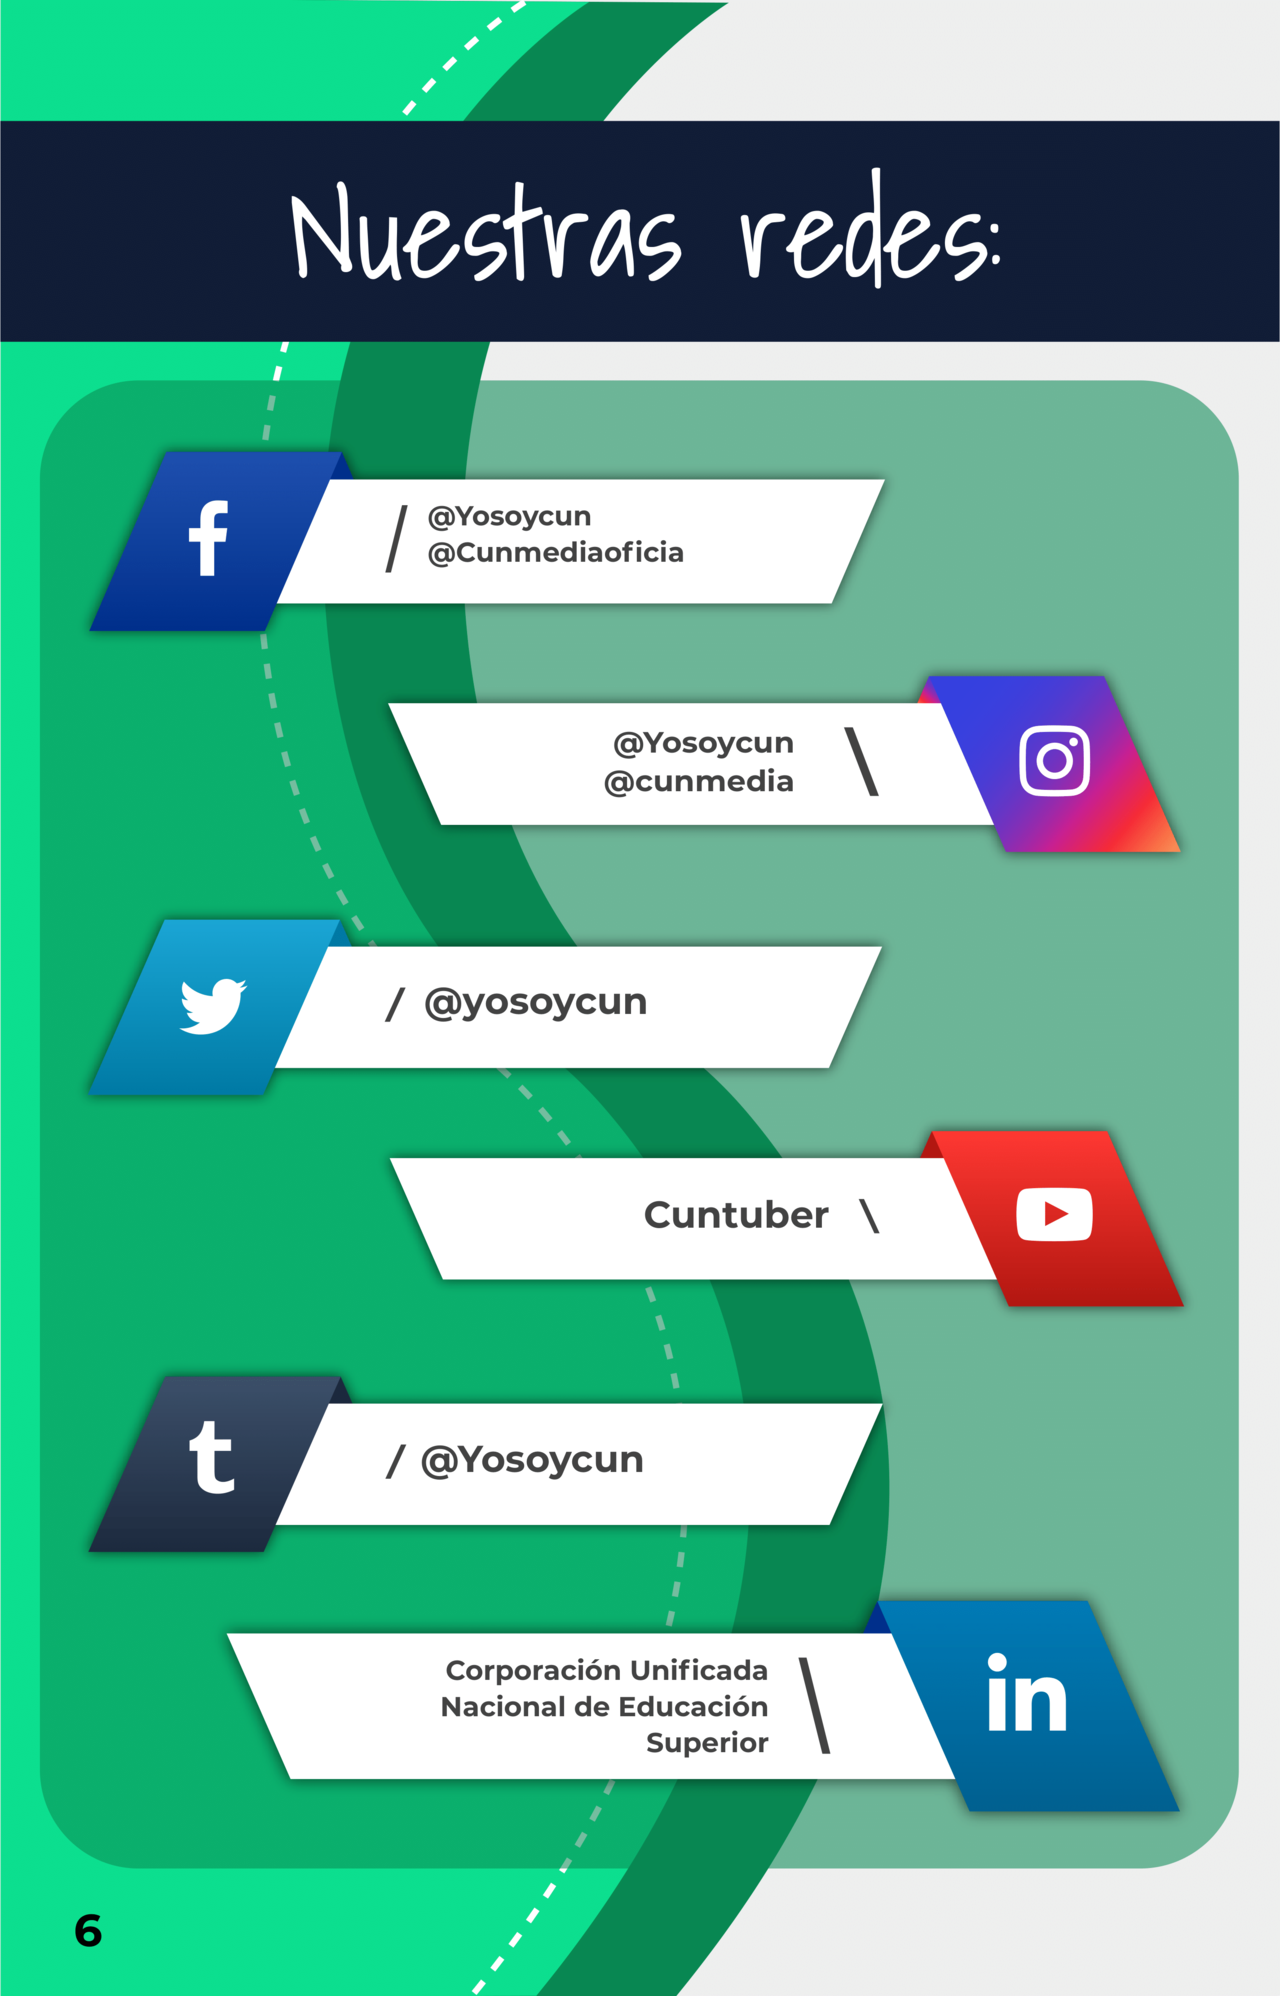 Nuestras redes:
f
/ @Yosoycun
@Cunmediaoficia
@Yosoycun \
@cunmedia
/ @yosoycun
Cuntuber \
t
/ @Yosoycun
Corporación Unificada
Nacional de Educación \
Superior
in
6